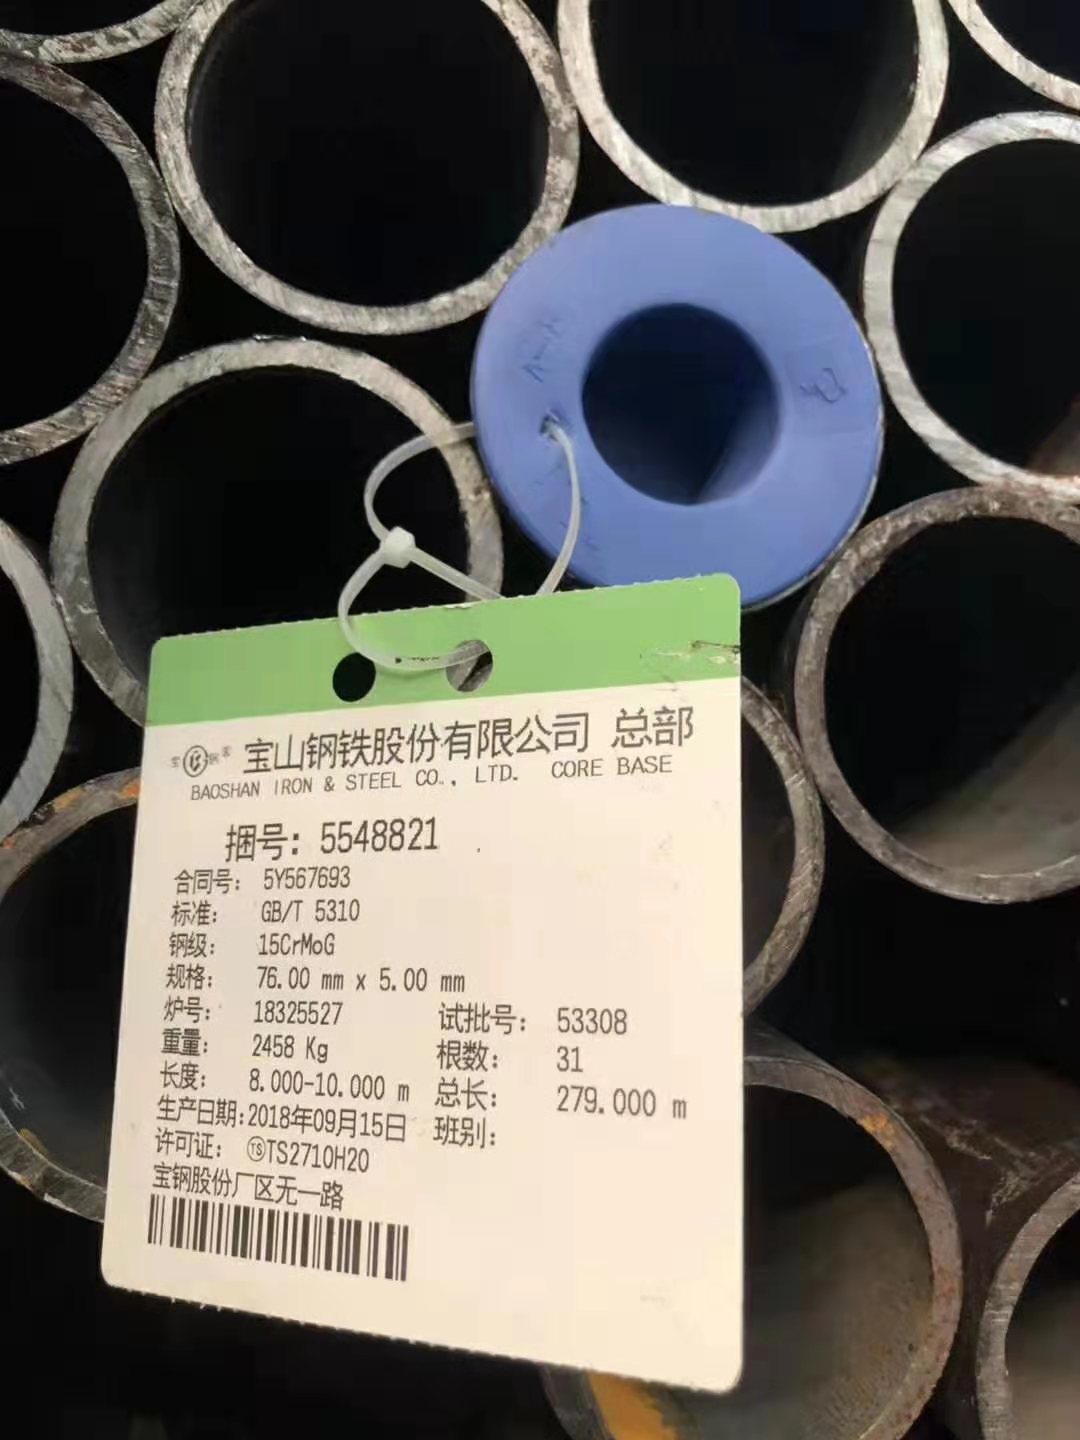 宝山钢铁股份有限公司 总部
BAOSHAN IRON & STEEL CO., LTD. CORE BASE
捆号: 5548821
合同号: 5Y567693
标准: GB/T 5310
钢级: 15CrMoG
规格: 76.00 mm x 5.00 mm
炉号: 18325527 试批号: 53308
重量: 2458 Kg 根数: 31
长度: 8.000-10.000 m 总长: 279.000 m
生产日期:2018年09月15日 班别:
许可证: TSTS2710H20
宝钢股份厂区无一路